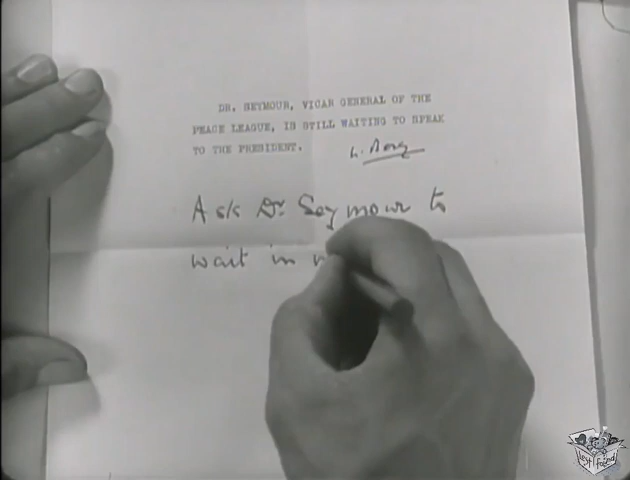 DR. SEYMOUR, VICAR GENERAL OF THE
PEACE LEAGUE, IS STILL WAITING TO SPEAK
TO THE PRESIDENT.
Ask Dr. Seymour to
wait in